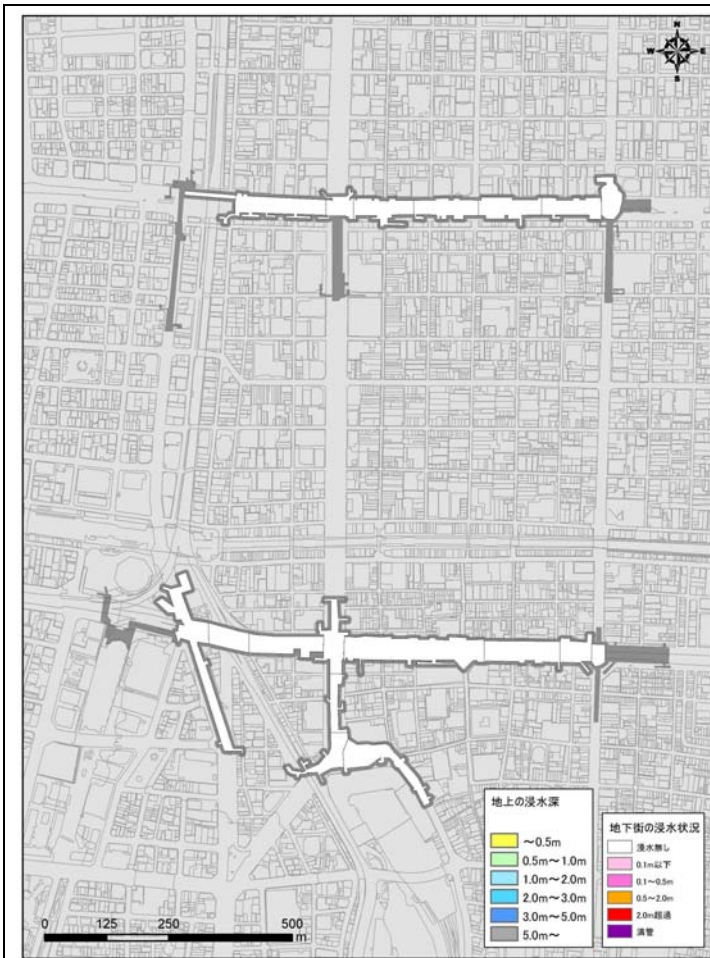 N
W E
S
地上の浸水深
～0.5m
0.5m～1.0m
1.0m～2.0m
2.0m～3.0m
3.0m～5.0m
5.0m～
地下街の浸水状況
浸水無し
0.1m以下
0.1～0.5m
0.5～2.0m
2.0m超過
満管
0 125 250 500
m